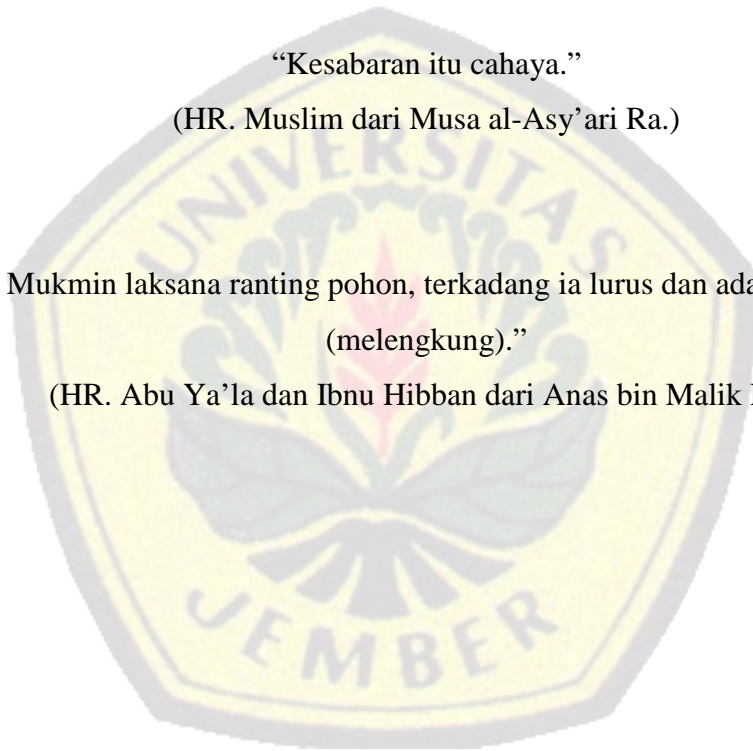 “Kesabaran itu cahaya.”
(HR. Muslim dari Musa al-Asy’ari Ra.)
UNIVERSITAS
Mukmin laksana ranting pohon, terkadang ia lurus dan ada
(melengkung).”
(HR. Abu Ya’la dan Ibnu Hibban dari Anas bin Malik
JEMBER